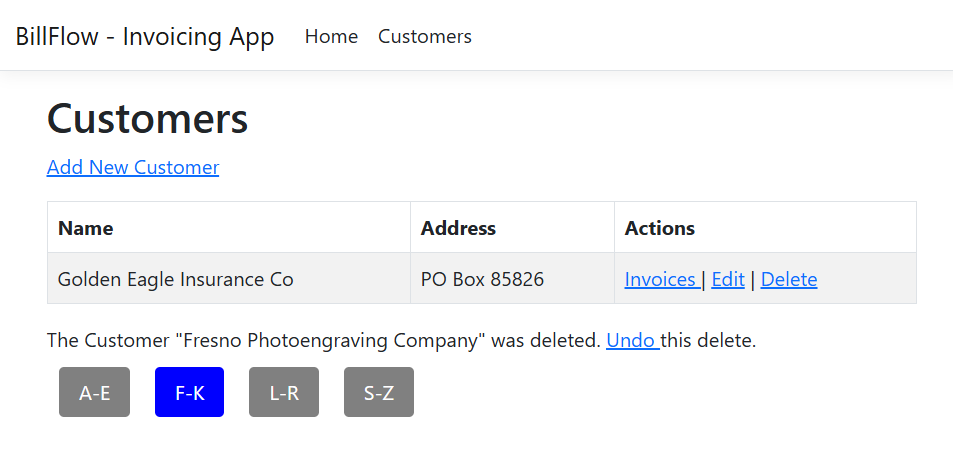 BillFlow - Invoicing App Home Customers
Customers
Add New Customer
Name Address Actions
Golden Eagle Insurance Co PO Box 85826 Invoices | Edit | Delete
The Customer "Fresno Photoengraving Company" was deleted. Undo this delete.
A-E F-K L-R S-Z